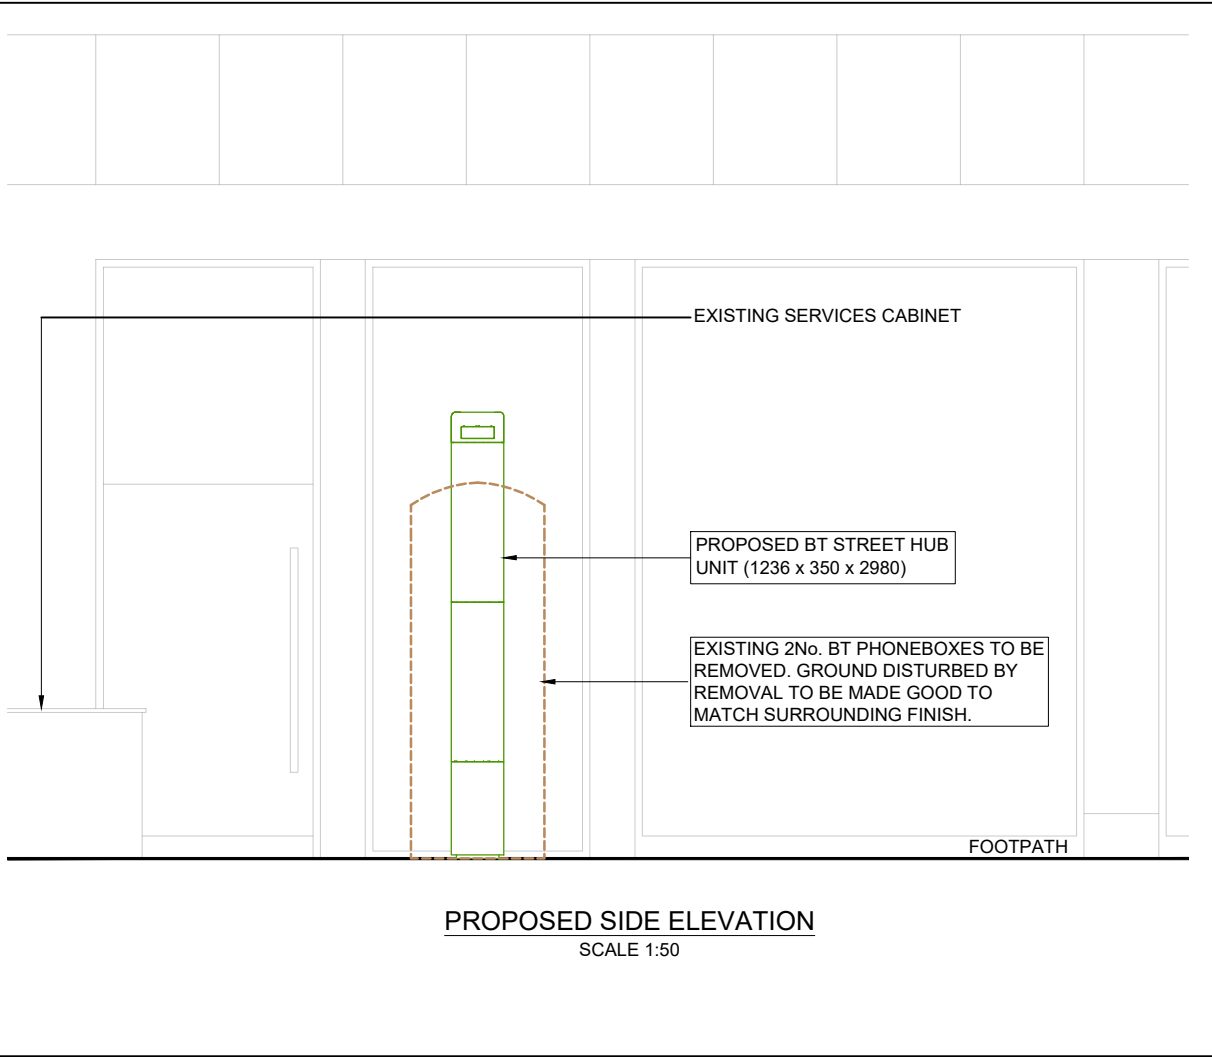 EXISTING SERVICES CABINET
PROPOSED BT STREET HUB
UNIT (1236 x 350 x 2980)
EXISTING 2No. BT PHONEBOXES TO BE
REMOVED. GROUND DISTURBED BY
REMOVAL TO BE MADE GOOD TO
MATCH SURROUNDING FINISH.
FOOTPATH
PROPOSED SIDE ELEVATION
SCALE 1:50